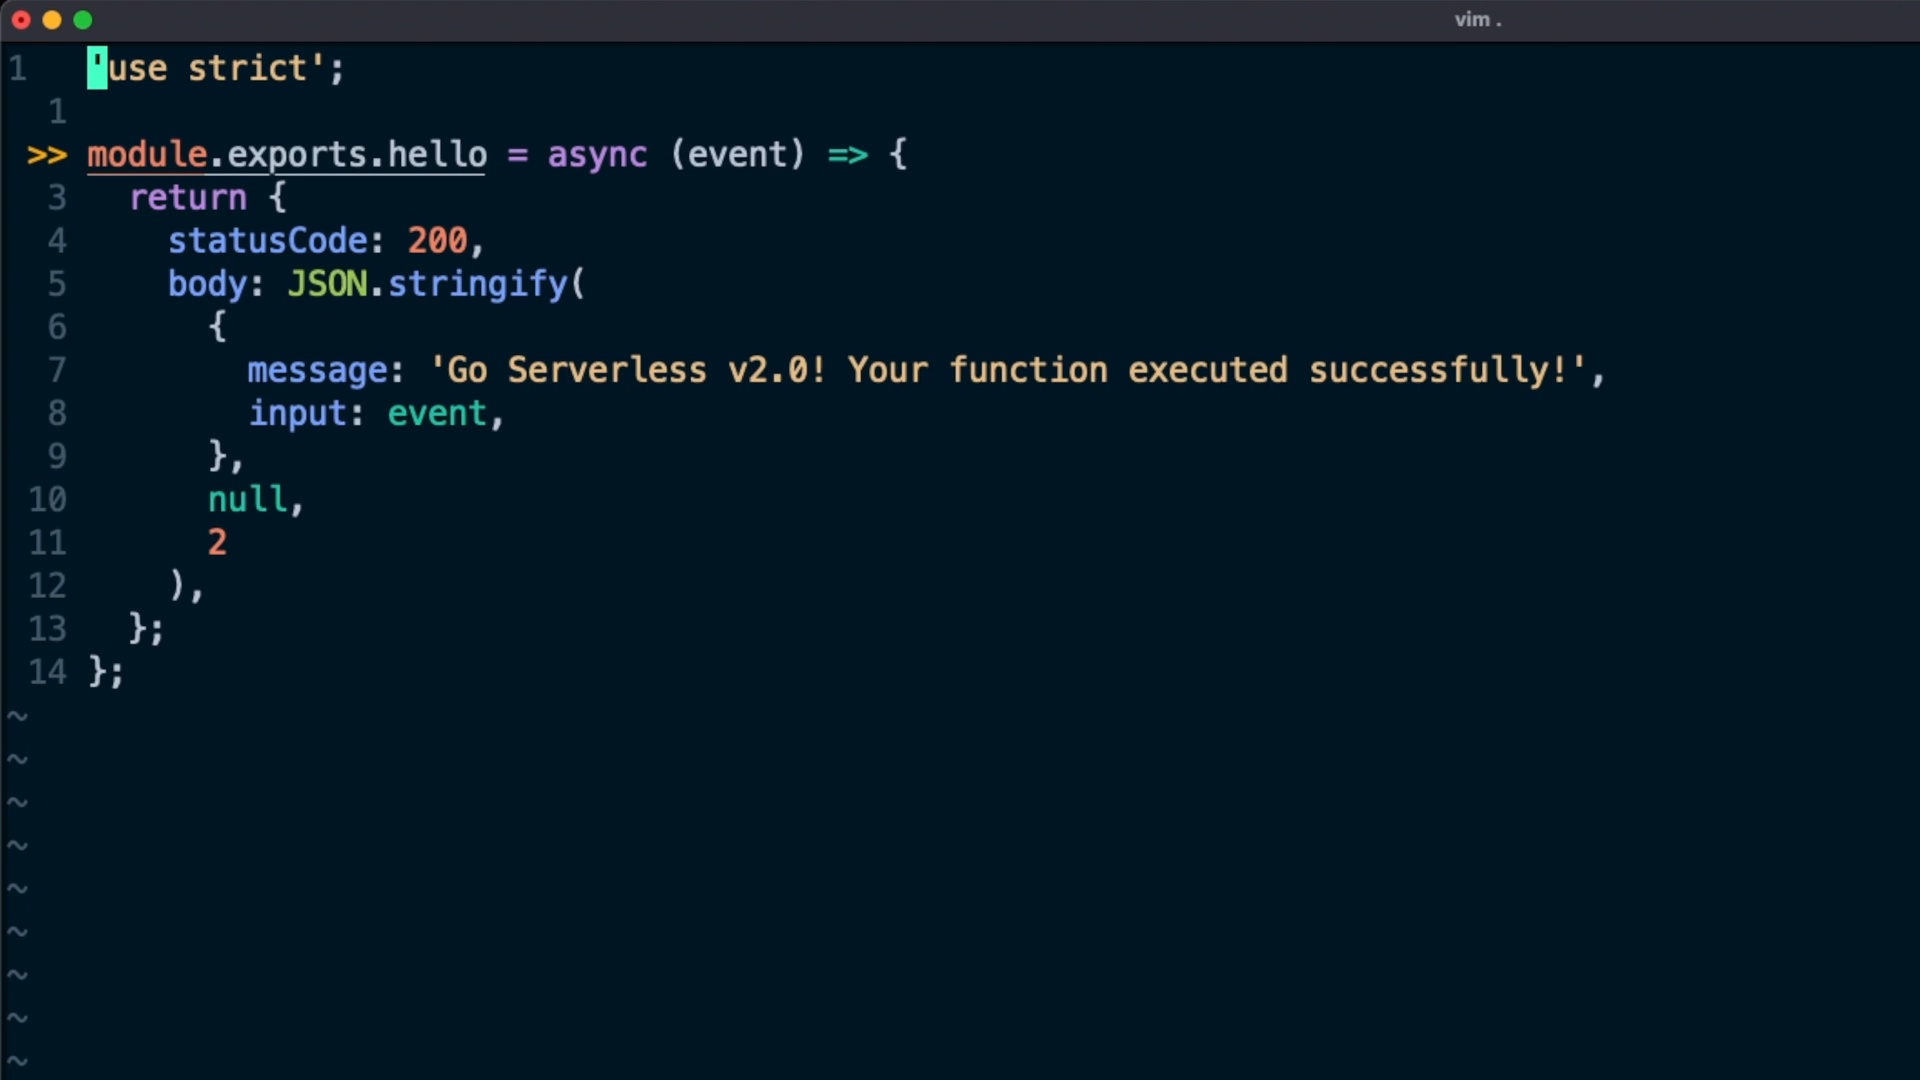 vim .
1 'use strict';
1
>> module.exports.hello = async (event) => {
3 return {
4 statusCode: 200,
5 body: JSON.stringify(
6 {
7 message: 'Go Serverless v2.0! Your function executed successfully!',
8 input: event,
9 },
10 null,
11 2
12 ),
13 };
14 };
~
~
~
~
~
~
~
~
~